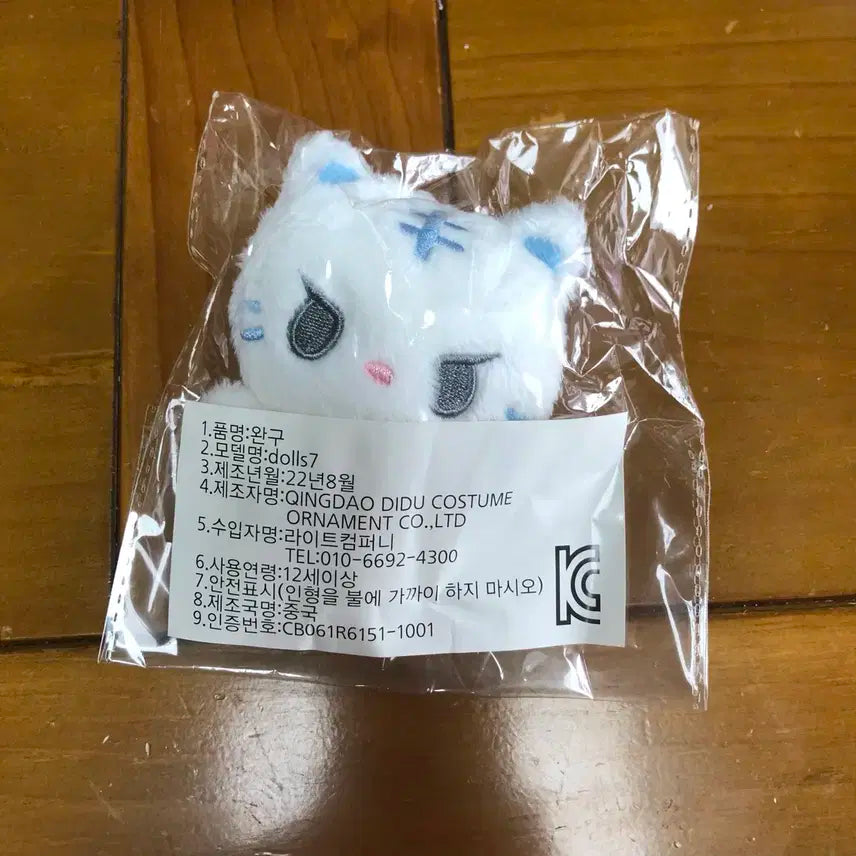 1.품명:완구
2.모델명:dolls7
3.제조년월:22년8월
4.제조자명:QINGDAO DIDU COSTUME
ORNAMENT CO.,LTD
5.수입자명:라이트컴퍼니
TEL:010-6692-4300
6.사용연령:12세이상
7.안전표시(인형을 불에 가까이 하지 마시오)
8.제조국명:중국
9.인증번호:CB061R6151-1001
KC